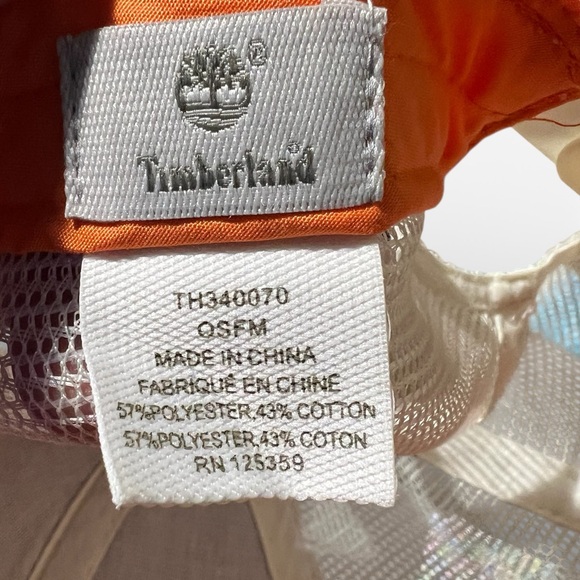 Timberland
TH340070
OSFM
MADE IN CHINA
FABRIQUÉ EN CHINE
57%POLYESTER,43% COTTON
57%POLYESTER,43% COTON
RN 125359